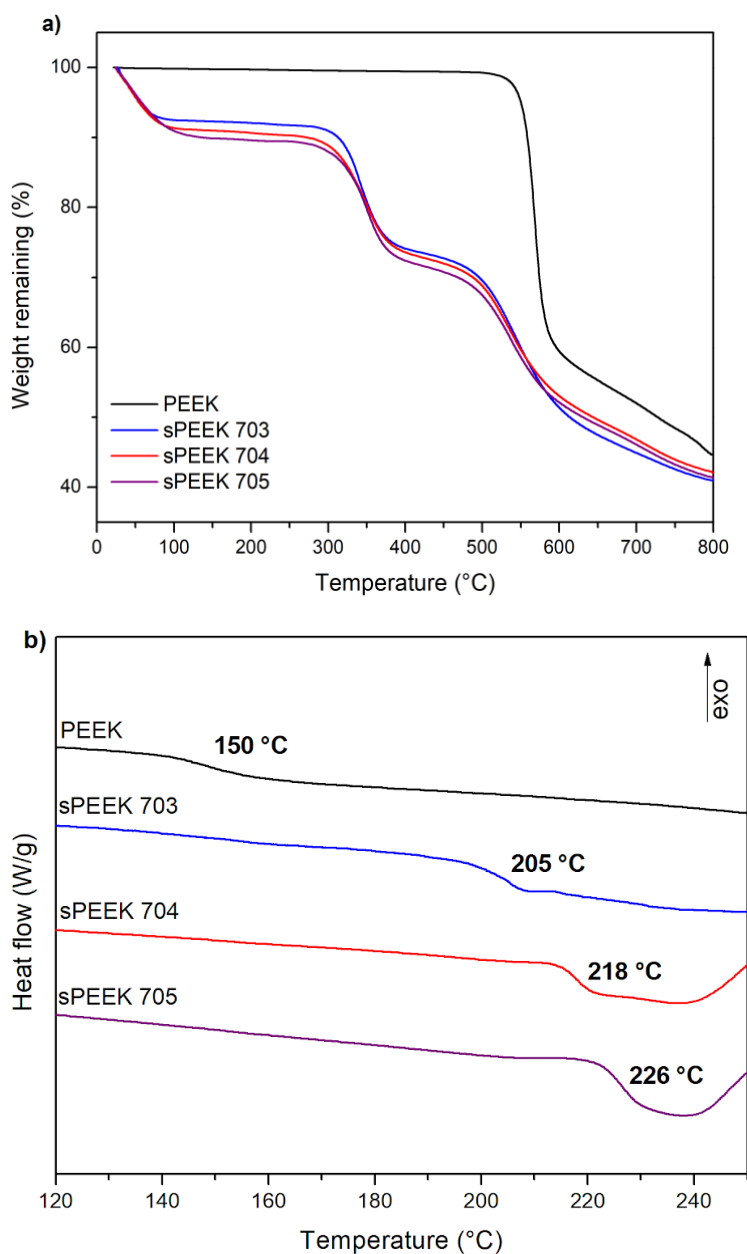 a)
100
80
60
40
Weight remaining (%)
PEEK
sPEEK 703
sPEEK 704
sPEEK 705
0 100 200 300 400 500 600 700 800
Temperature (°C)
b)
exo
PEEK
150 °C
sPEEK 703
205 °C
sPEEK 704
218 °C
sPEEK 705
226 °C
Heat flow (W/g)
120 140 160 180 200 220 240
Temperature (°C)